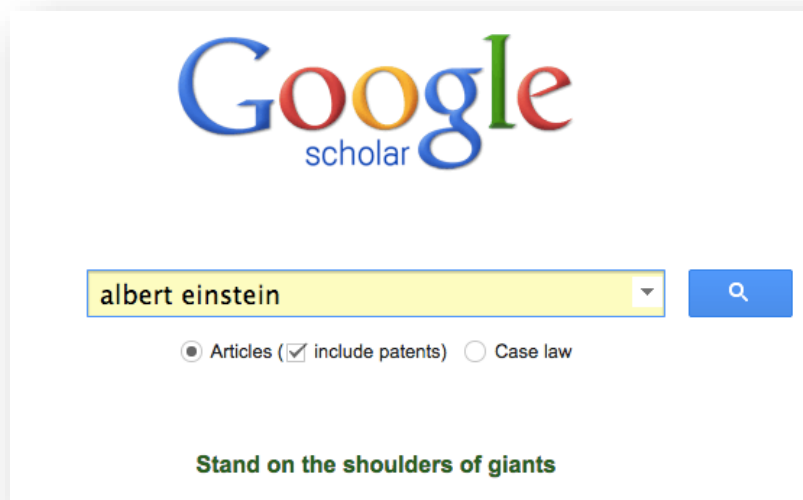 Google
scholar
albert einstein
Articles (include patents) Case law
Stand on the shoulders of giants